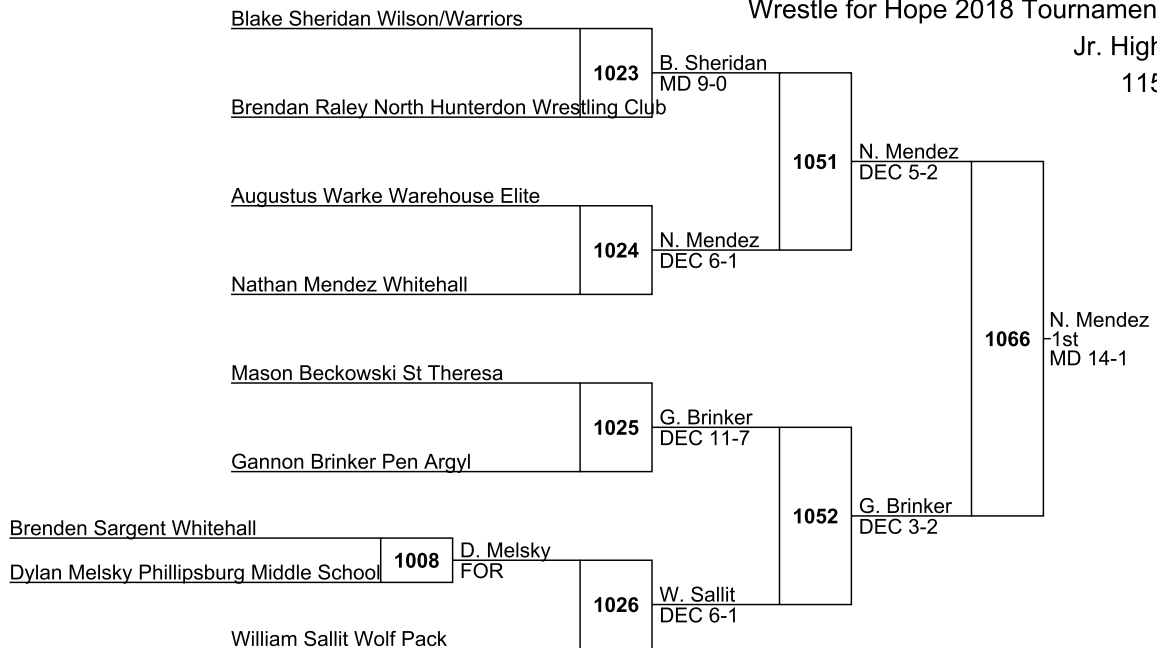 Wrestle for Hope 2018 Tournamen
Jr. High
115
Blake Sheridan Wilson/Warriors
1023
B. Sheridan
MD 9-0
Brendan Raley North Hunterdon Wrestling Club
1051
N. Mendez
DEC 5-2
Augustus Warke Warehouse Elite
1024
N. Mendez
DEC 6-1
Nathan Mendez Whitehall
1066
N. Mendez
1st
MD 14-1
Mason Beckowski St Theresa
1025
G. Brinker
DEC 11-7
Gannon Brinker Pen Argyl
1052
G. Brinker
DEC 3-2
Brenden Sargent Whitehall
1008
D. Melsky
FOR
Dylan Melsky Phillipsburg Middle School
1026
W. Sallit
DEC 6-1
William Sallit Wolf Pack